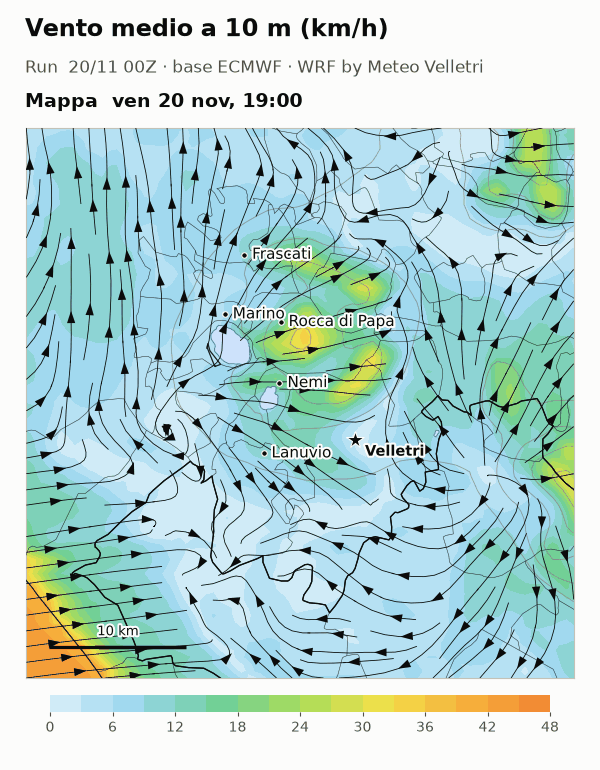 Vento medio a 10 m (km/h)
Run 20/11 00Z · base ECMWF · WRF by Meteo Velletri
Mappa ven 20 nov, 19:00
Frascati
Marino
Rocca di Papa
Nemi
Velletri
Lanuvio
10 km
0 6 12 18 24 30 36 42 48